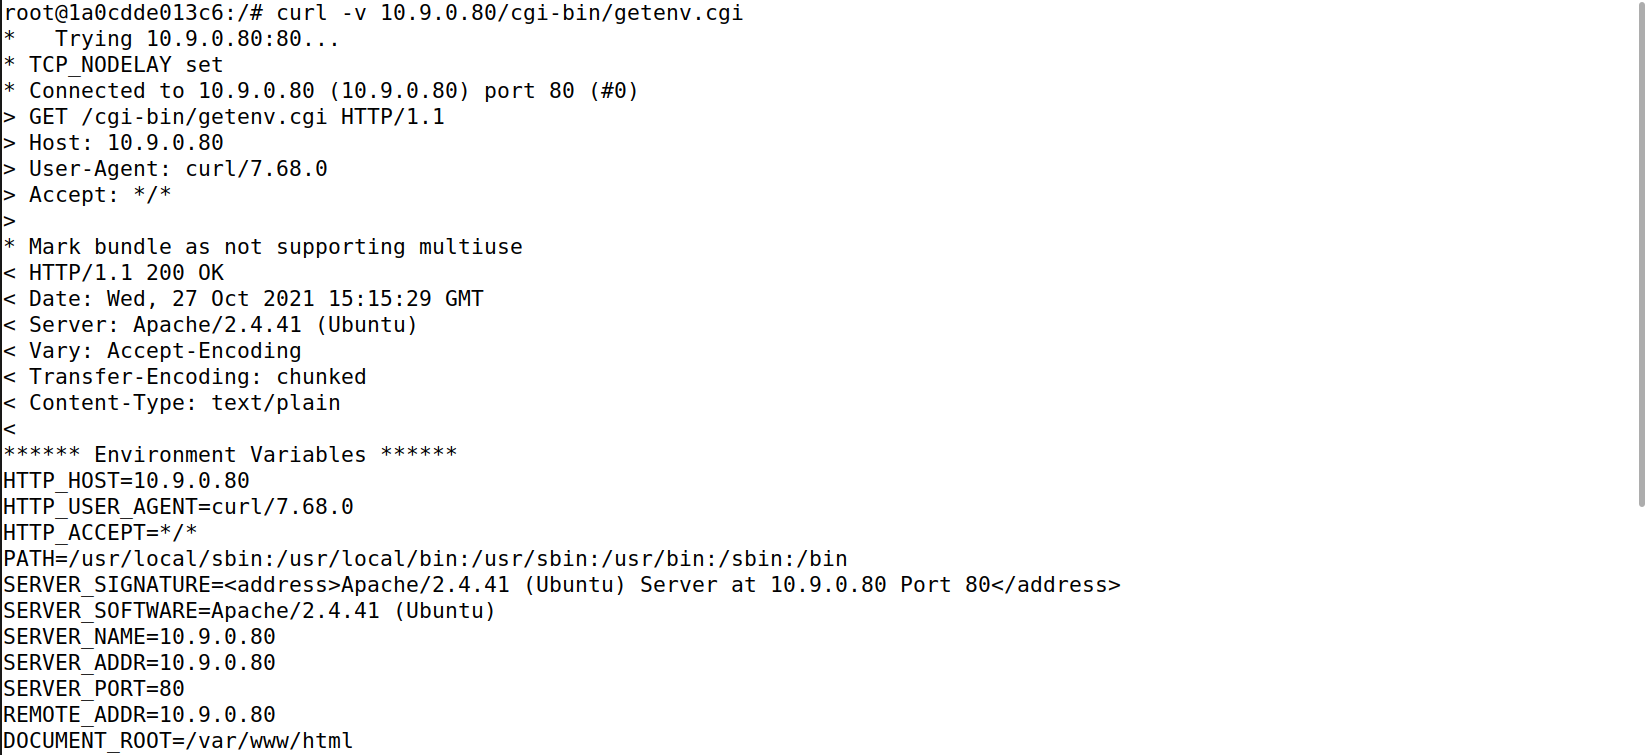 root@1a0cdde013c6:/# curl -v 10.9.0.80/cgi-bin/getenv.cgi
*   Trying 10.9.0.80:80...
* TCP_NODELAY set
* Connected to 10.9.0.80 (10.9.0.80) port 80 (#0)
> GET /cgi-bin/getenv.cgi HTTP/1.1
> Host: 10.9.0.80
> User-Agent: curl/7.68.0
> Accept: */*
>
* Mark bundle as not supporting multiuse
< HTTP/1.1 200 OK
< Date: Wed, 27 Oct 2021 15:15:29 GMT
< Server: Apache/2.4.41 (Ubuntu)
< Vary: Accept-Encoding
< Transfer-Encoding: chunked
< Content-Type: text/plain
<
****** Environment Variables ******
HTTP_HOST=10.9.0.80
HTTP_USER_AGENT=curl/7.68.0
HTTP_ACCEPT=*/*
PATH=/usr/local/sbin:/usr/local/bin:/usr/sbin:/usr/bin:/sbin:/bin
SERVER_SIGNATURE=<address>Apache/2.4.41 (Ubuntu) Server at 10.9.0.80 Port 80</address>
SERVER_SOFTWARE=Apache/2.4.41 (Ubuntu)
SERVER_NAME=10.9.0.80
SERVER_ADDR=10.9.0.80
SERVER_PORT=80
REMOTE_ADDR=10.9.0.80
DOCUMENT_ROOT=/var/www/html